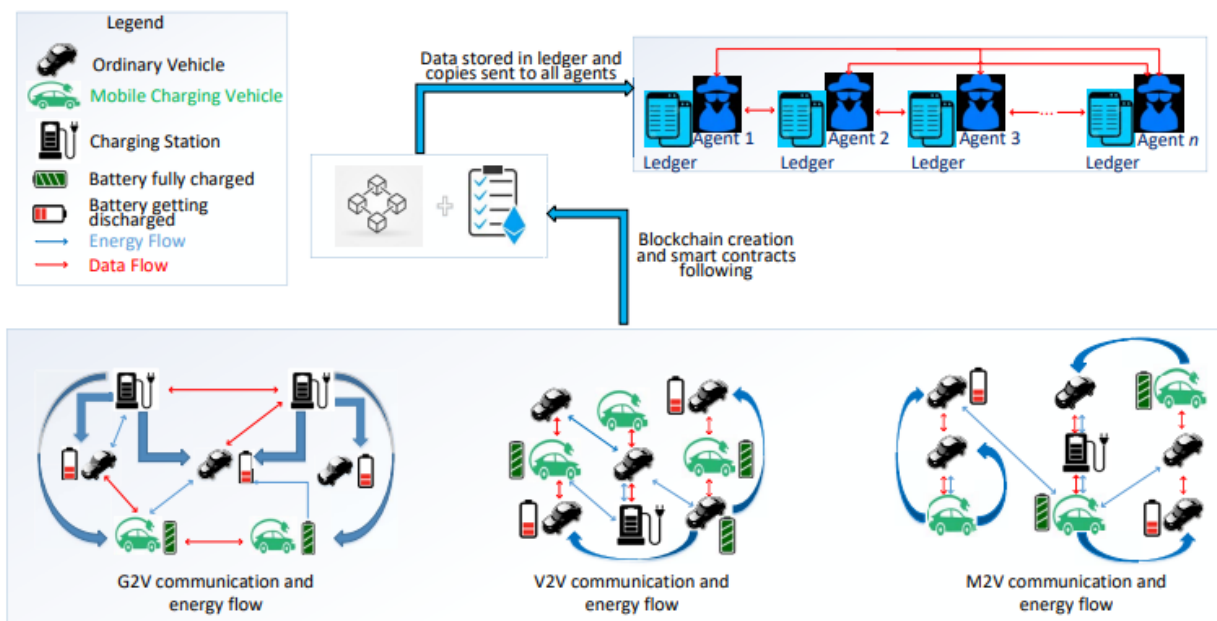 Legend
Ordinary Vehicle
Mobile Charging Vehicle
Charging Station
Battery fully charged
Battery getting
discharged
Energy Flow
Data Flow
Data stored in ledger and
copies sent to all agents
Agent 1
Agent 2
Agent 3
...
Agent n
Ledger
Ledger
Ledger
Ledger
Blockchain creation
and smart contracts
following
G2V communication and
energy flow
V2V communication and
energy flow
M2V communication and
energy flow